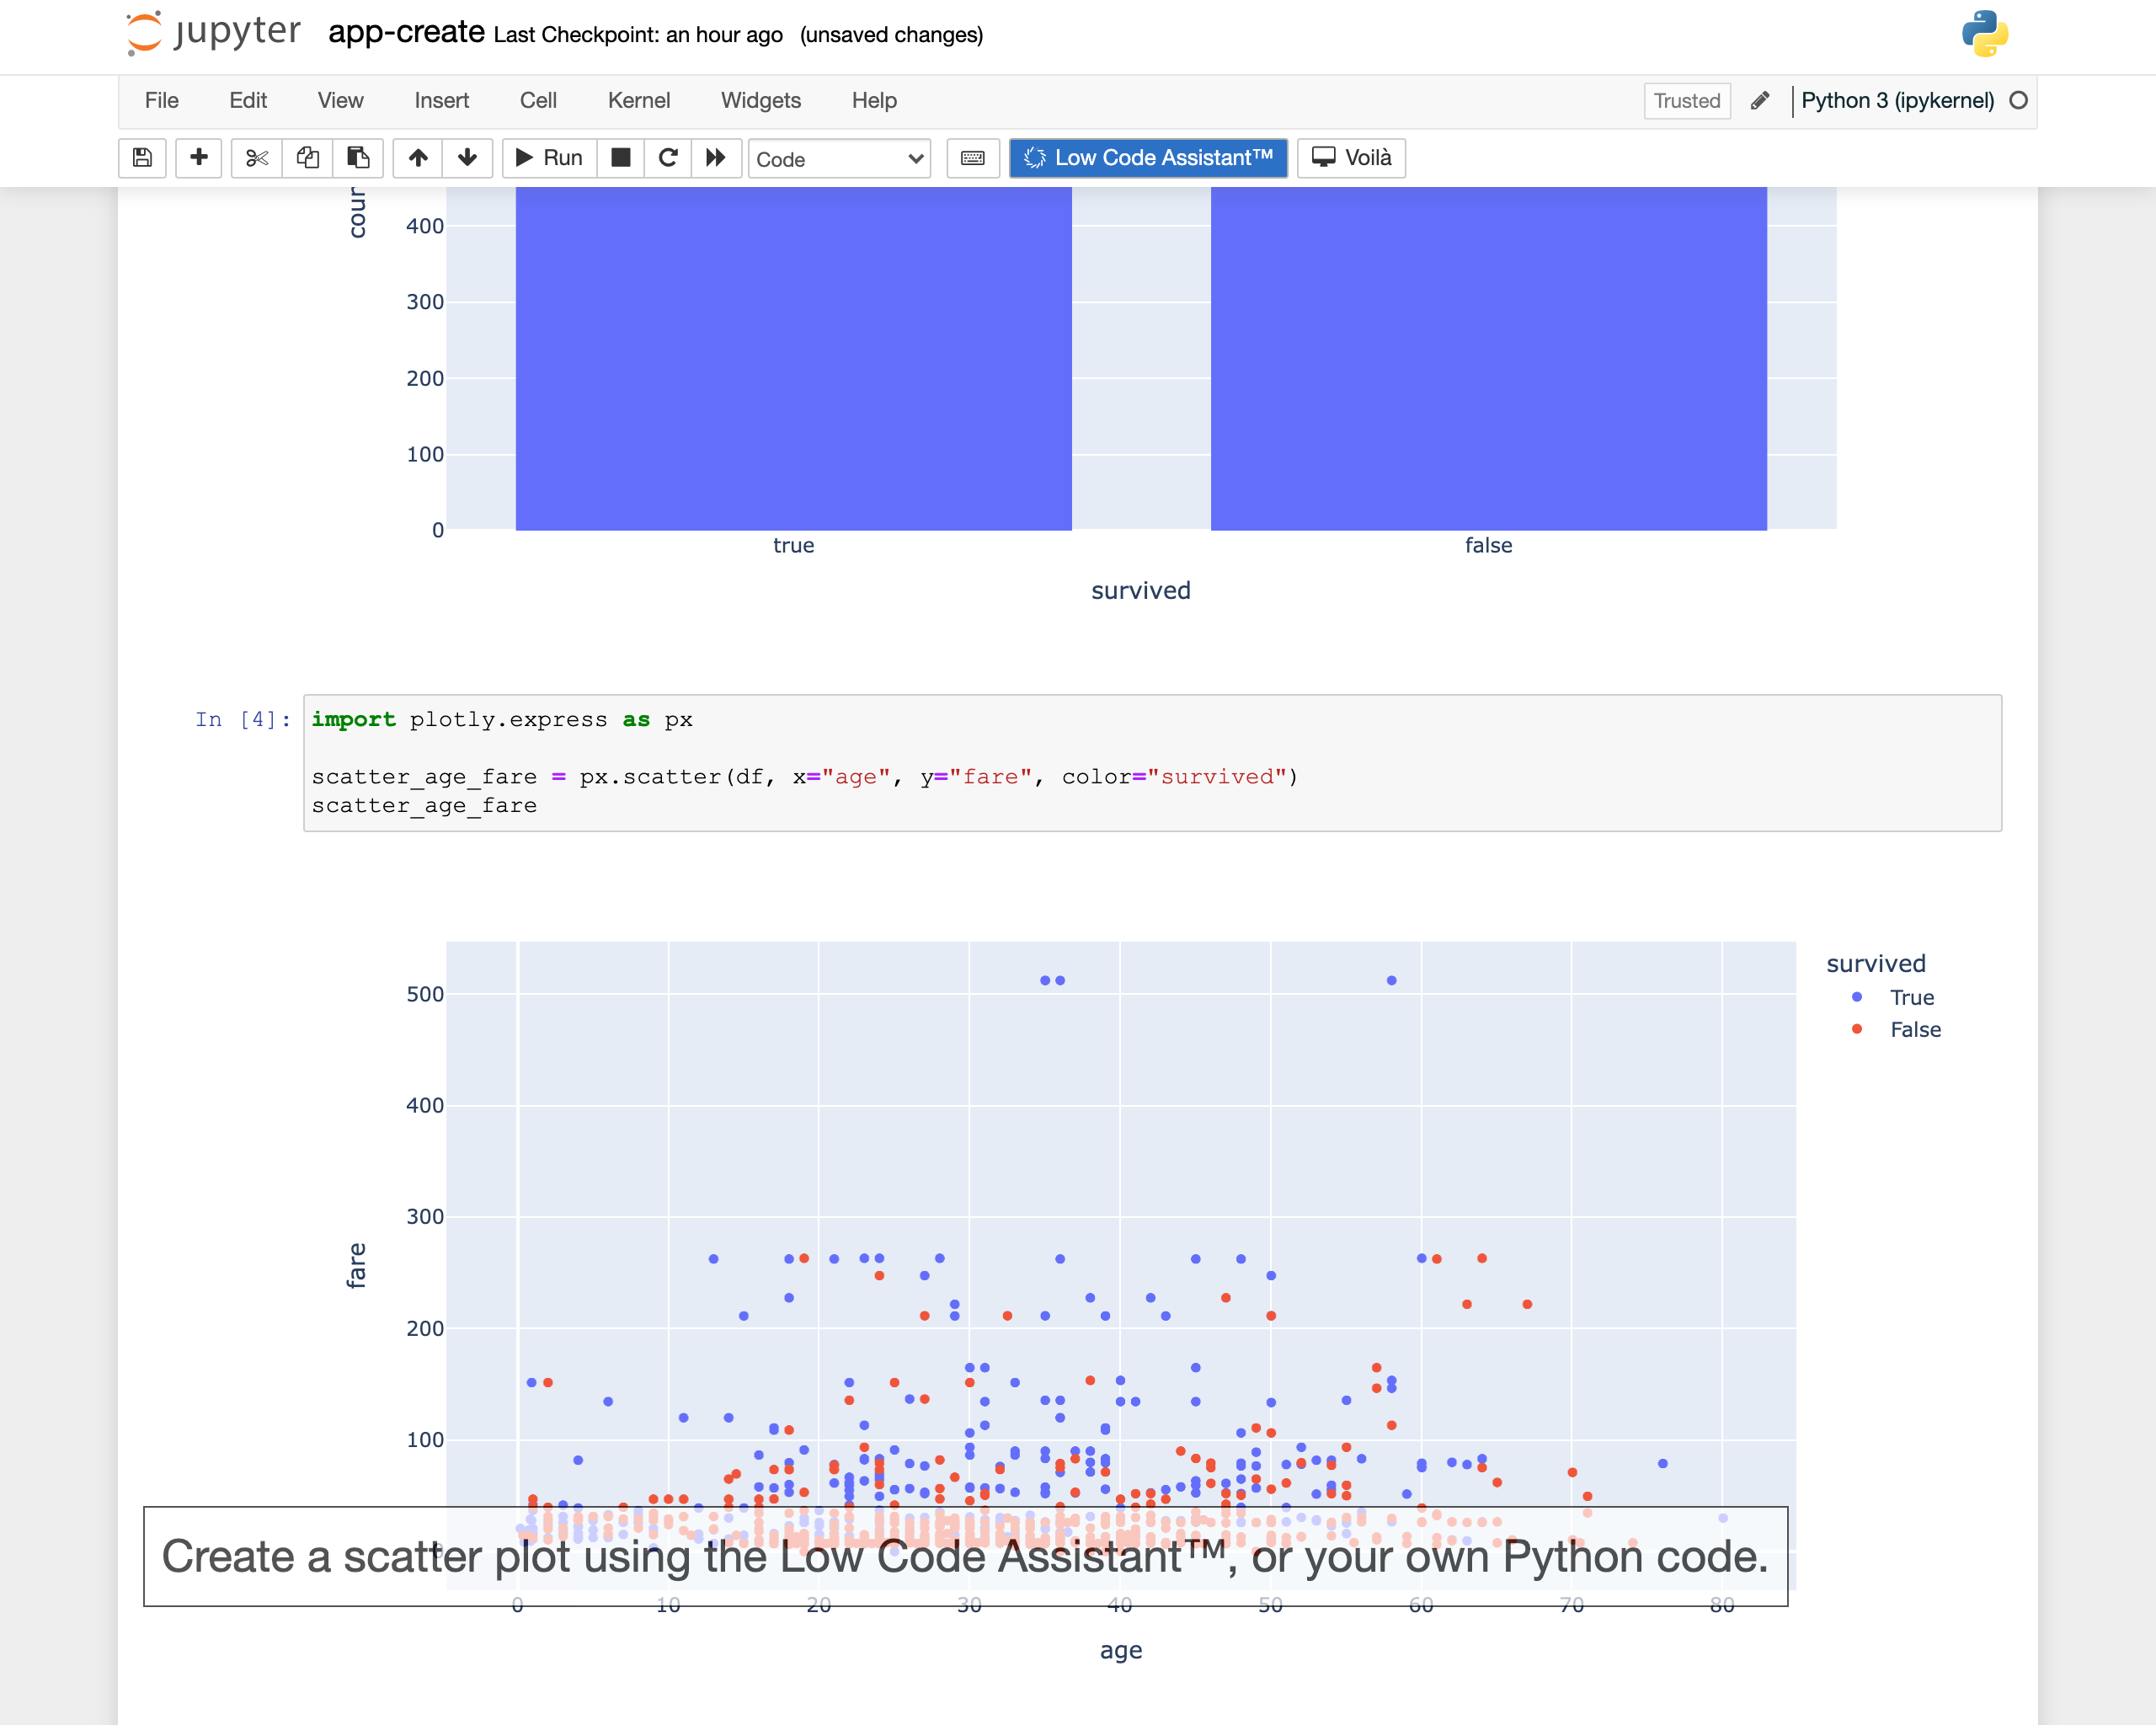 jupyter app-create Last Checkpoint: an hour ago (unsaved changes)
File Edit View Insert Cell Kernel Widgets Help Trusted Python 3 (ipykernel)
Run Code Low Code Assistant™ Voilà
400
300
200
100
0
true false
survived
In [4]: import plotly.express as px
scatter_age_fare = px.scatter(df, x="age", y="fare", color="survived")
scatter_age_fare
survived
True
False
500
400
300
200
100
0
fare
Create a scatter plot using the Low Code Assistant™, or your own Python code.
0 10 20 30 40 50 60 70 80
age